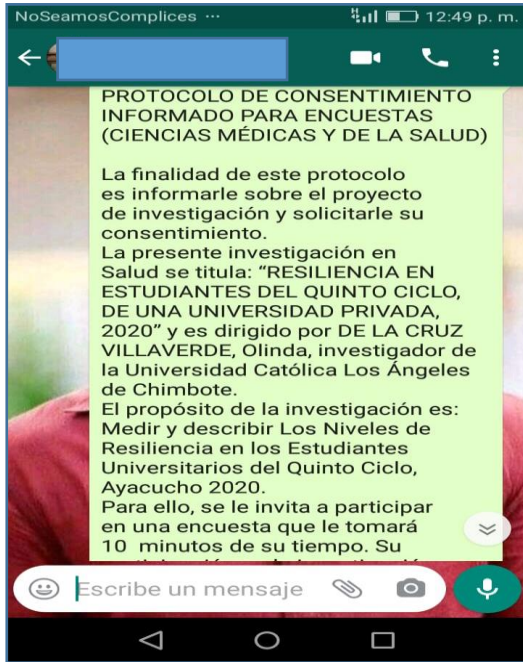 NoSeamosComplices ... 12:49 p. m.
PROTOCOLO DE CONSENTIMIENTO
INFORMADO PARA ENCUESTAS
(CIENCIAS MÉDICAS Y DE LA SALUD)
La finalidad de este protocolo
es informarle sobre el proyecto
de investigación y solicitarle su
consentimiento.
La presente investigación en
Salud se titula: “RESILIENCIA EN
ESTUDIANTES DEL QUINTO CICLO,
DE UNA UNIVERSIDAD PRIVADA,
2020” y es dirigido por DE LA CRUZ
VILLAVERDE, Olinda, investigador de
la Universidad Católica Los Ángeles
de Chimbote.
El propósito de la investigación es:
Medir y describir Los Niveles de
Resiliencia en los Estudiantes
Universitarios del Quinto Ciclo,
Ayacucho 2020.
Para ello, se le invita a participar
en una encuesta que le tomará
10 minutos de su tiempo. Su
Escribe un mensaje